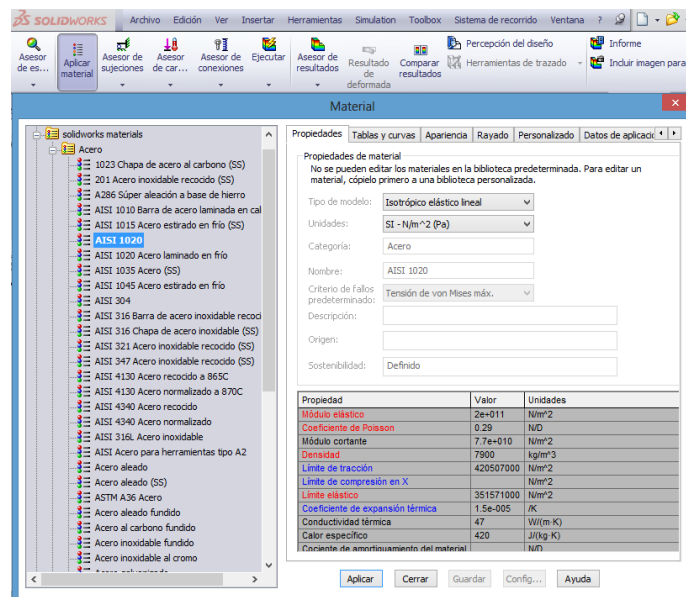 SOLIDWORKS Archivo Edición Ver Insertar Herramientas Simulation Toolbox Sistema de recorrido Ventana ?
Asesor de es...
Aplicar material
Asesor de sujeciones
Asesor de car...
Asesor de conexiones
Ejecutar
Asesor de resultados
Resultado de deformada
Comparar resultados
Percepción del diseño
Herramientas de trazado
Informe
Incluir imagen para
Material
solidworks materials
Acero
1023 Chapa de acero al carbono (SS)
201 Acero inoxidable recocido (SS)
A286 Súper aleación a base de hierro
AISI 1010 Barra de acero laminada en cal
AISI 1015 Acero estirado en frío (SS)
AISI 1020
AISI 1020 Acero laminado en frío
AISI 1035 Acero (SS)
AISI 1045 Acero estirado en frío
AISI 304
AISI 316 Barra de acero inoxidable recoci
AISI 316 Chapa de acero inoxidable (SS)
AISI 321 Acero inoxidable recocido (SS)
AISI 347 Acero inoxidable recocido (SS)
AISI 4130 Acero recocido a 865C
AISI 4130 Acero normalizado a 870C
AISI 4340 Acero recocido
AISI 4340 Acero normalizado
AISI 316L Acero inoxidable
AISI Acero para herramientas tipo A2
Acero aleado
Acero aleado (SS)
ASTM A36 Acero
Acero aleado fundido
Acero al carbono fundido
Acero inoxidable fundido
Acero inoxidable al cromo
Acero galvanizado
Propiedades Tablas y curvas Apariencia Rayado Personalizado Datos de aplicació
Propiedades de material
No se pueden editar los materiales en la biblioteca predeterminada. Para editar un
material, cópielo primero a una biblioteca personalizada.
Tipo de modelo: Isotrópico elástico lineal
Unidades: SI - N/m^2 (Pa)
Categoría: Acero
Nombre: AISI 1020
Criterio de fallos
predeterminado: Tensión de von Mises máx.
Descripción:
Origen:
Sostenibilidad: Definido
Propiedad Valor Unidades
Módulo elástico 2e+011 N/m^2
Coeficiente de Poisson 0.29 N/D
Módulo cortante 7.7e+010 N/m^2
Densidad 7900 kg/m^3
Límite de tracción 420507000 N/m^2
Límite de compresión en X N/m^2
Límite elástico 351571000 N/m^2
Coeficiente de expansión térmica 1.5e-005 /K
Conductividad térmica 47 W/(m·K)
Calor específico 420 J/(kg·K)
Cociente de amortiguamiento del material N/D
Aplicar Cerrar Guardar Config... Ayuda